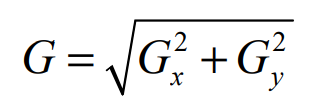 G = √(G_x^2 + G_y^2)